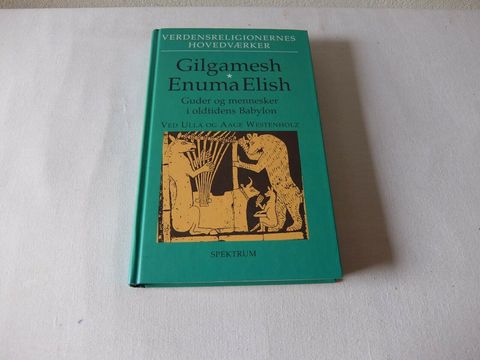 VERDENSRELIGIONERNES
HOVEDVÆRKER
Gilgamesh
*
Enuma Elish
Guder og mennesker
i oldtidens Babylon
VED ULLA OG AAGE WESTENHOLZ
SPEKTRUM